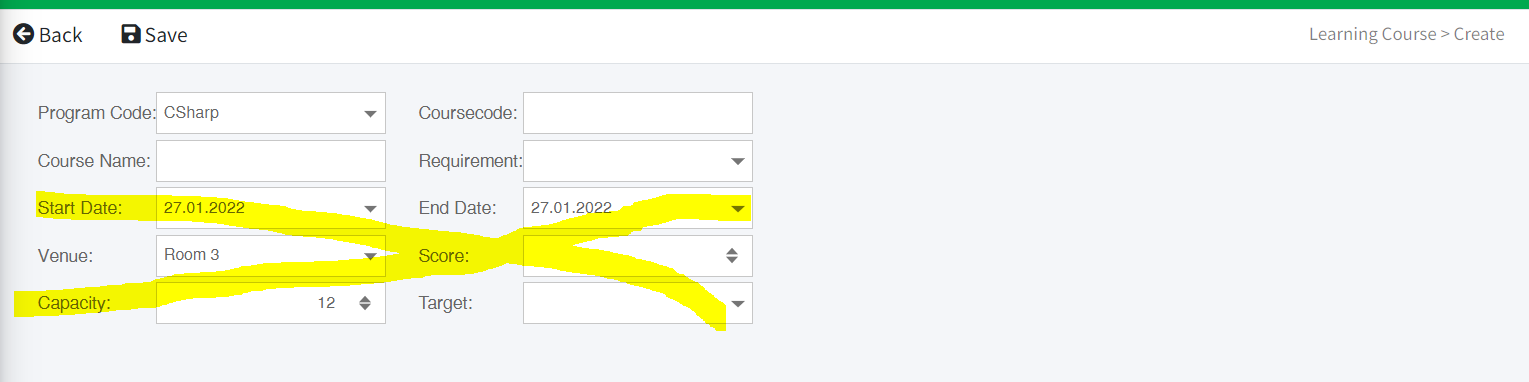 Back Save Learning Course > Create
Program Code: CSharp Coursecode:
Course Name: Requirement:
Start Date: 27.01.2022 End Date: 27.01.2022
Venue: Room 3 Score:
Capacity: 12 Target: